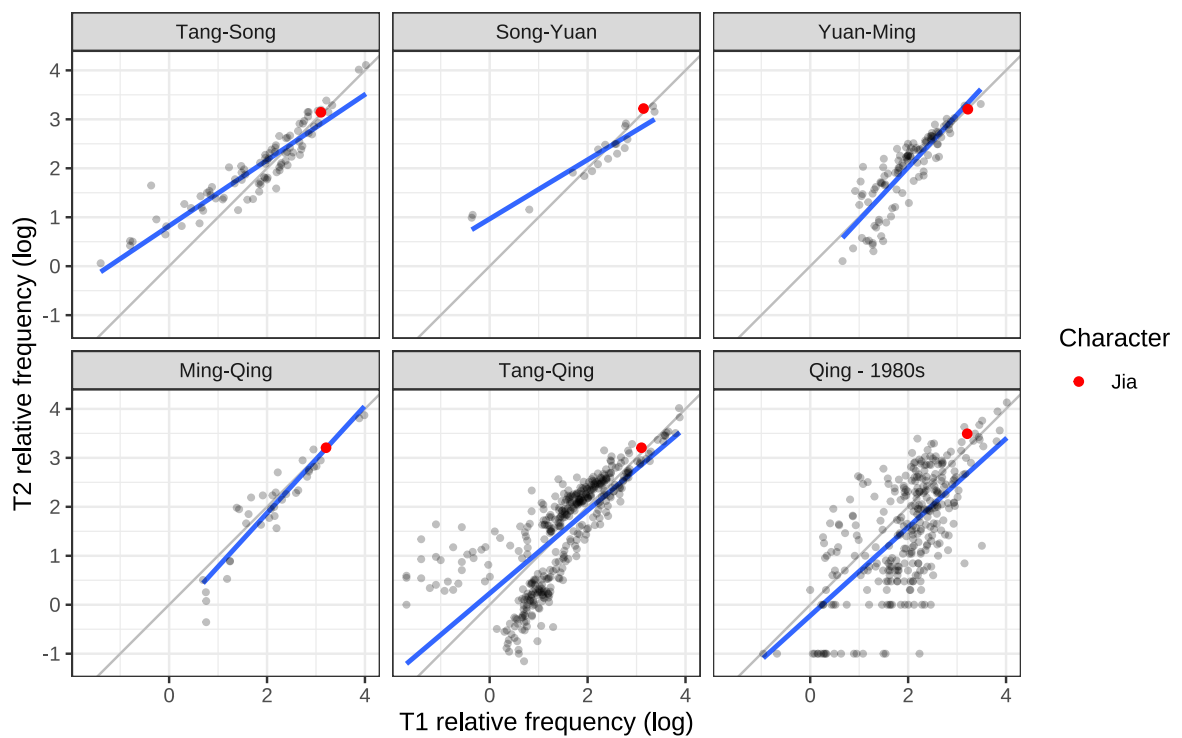 Tang-Song Song-Yuan Yuan-Ming
4
3
2
1
0
-1
Ming-Qing Tang-Qing Qing - 1980s
4
3
2
1
0
-1
0 2 4 0 2 4 0 2 4
T1 relative frequency (log)
T2 relative frequency (log)
Character
Jia